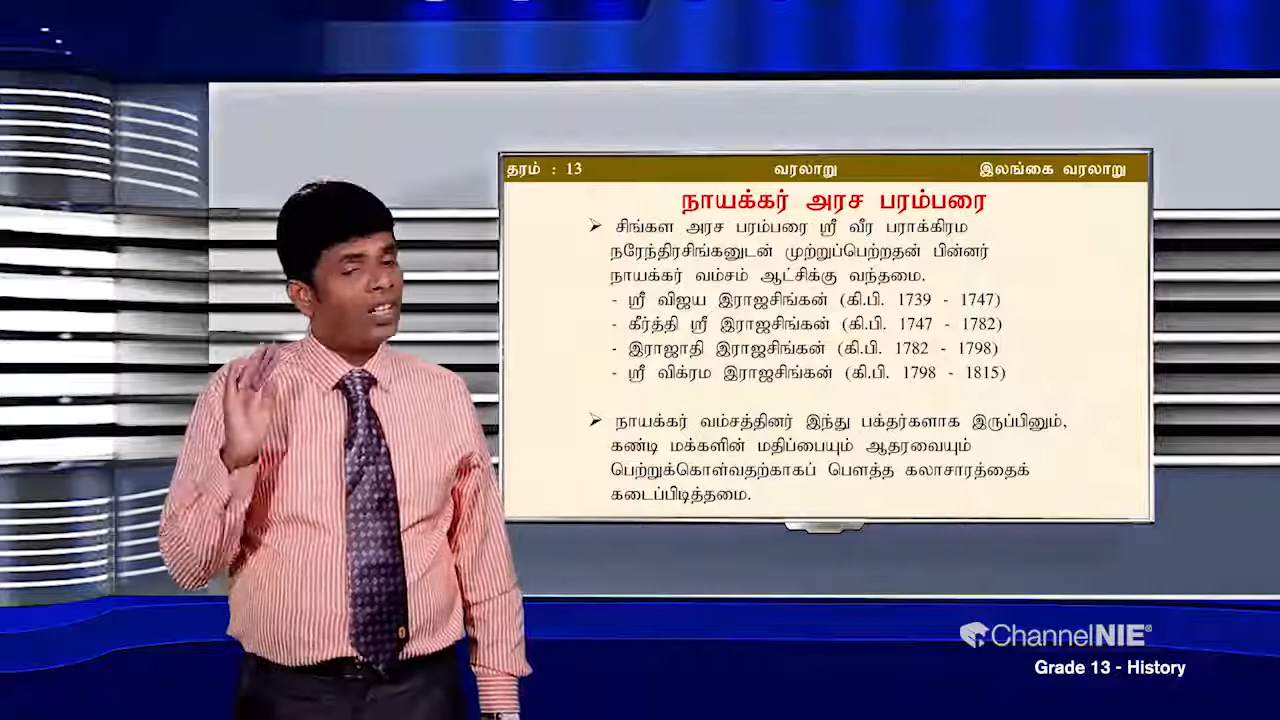 தரம் : 13 வரலாறு இலங்கை வரலாறு
நாயக்கர் அரச பரம்பரை
➢ சிங்கள அரச பரம்பரை ஸ்ரீ வீர பராக்கிரம
நரேந்திரசிங்கனுடன் முற்றுப்பெற்றதன் பின்னர்
நாயக்கர் வம்சம் ஆட்சிக்கு வந்தமை.
- ஸ்ரீ விஜய இராஜசிங்கன் (கி.பி. 1739 - 1747)
- கீர்த்தி ஸ்ரீ இராஜசிங்கன் (கி.பி. 1747 - 1782)
- இராஜாதி இராஜசிங்கன் (கி.பி. 1782 - 1798)
- ஸ்ரீ விக்ரம இராஜசிங்கன் (கி.பி. 1798 - 1815)
➢ நாயக்கர் வம்சத்தினர் இந்து பக்தர்களாக இருப்பினும்,
கண்டி மக்களின் மதிப்பையும் ஆதரவையும்
பெற்றுக்கொள்வதற்காகப் பௌத்த கலாசாரத்தைக்
கடைப்பிடித்தமை.
ChannelNIE®
Grade 13 - History